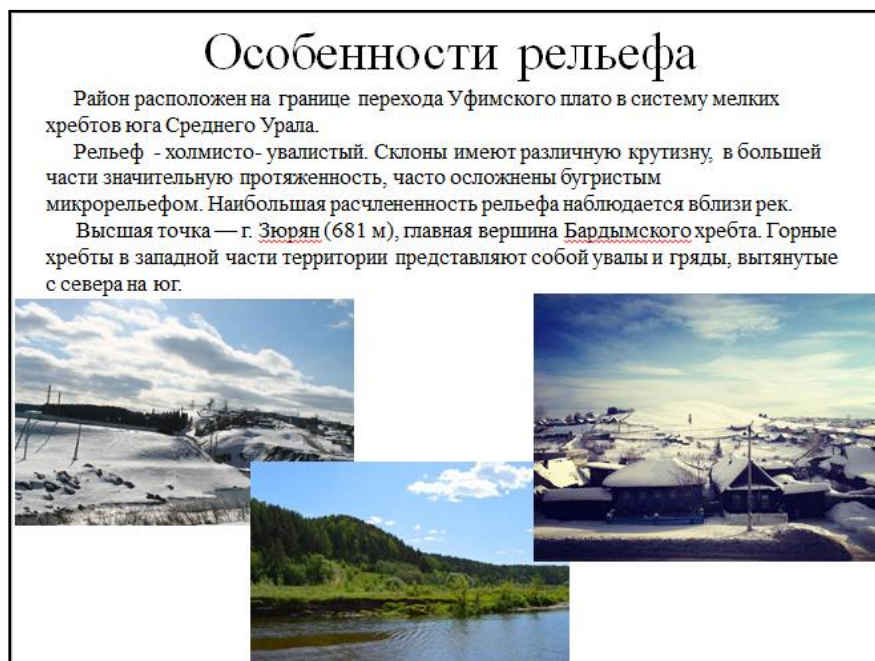 Особенности рельефа
Район расположен на границе перехода Уфимского плато в систему мелких
хребтов юга Среднего Урала.
Рельеф - холмисто- увалистый. Склоны имеют различную крутизну, в большей
части значительную протяженность, часто осложнены бугристым
микрорельефом. Наибольшая расчлененность рельефа наблюдается вблизи рек.
Высшая точка — г. Зюрян (681 м), главная вершина Бардымского хребта. Горные
хребты в западной части территории представляют собой увалы и гряды, вытянутые
с севера на юг.